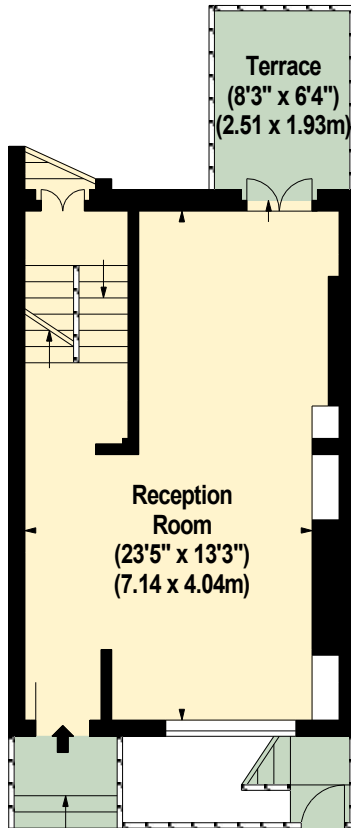 Terrace
(8'3" x 6'4")
(2.51 x 1.93m)
Reception
Room
(23'5" x 13'3")
(7.14 x 4.04m)